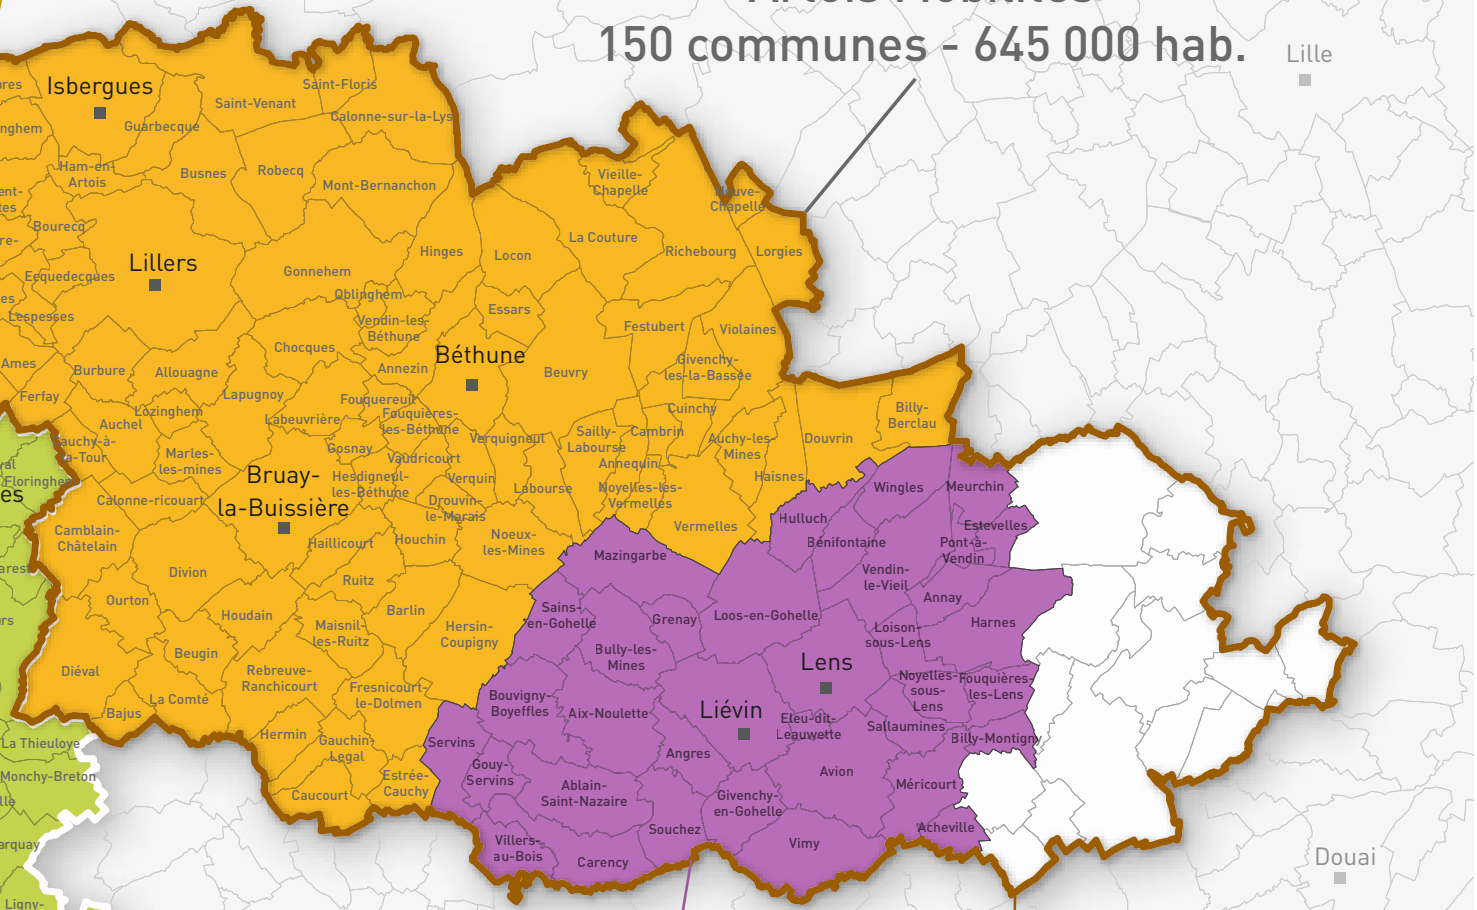 150 communes - 645 000 hab.
Lille
Isbergues
Saint-Floris
Saint-Venant
Calonne-sur-la-Lys
Guarbecque
Ham-en-
Artois
Busnes
Robecq
Mont-Bernanchon
Vieille-
Chapelle
Neuve-
Chapelle
Bourecq
La Couture
Hinges
Locon
Richebourg
Lorgies
Lillers
Ecquedecques
Gonnehem
Oblinghem
Lespesses
Vendin-les-
Béthune
Essars
Festubert
Violaines
Chocques
Béthune
Givenchy-
les-la-Bassée
Ames
Burbure
Allouagne
Annezin
Beuvry
Ferfay
Lapugnoy
Fouquereuil
Lozinghem
Labeuvrière
Fouquières-
les-Béthune
Cuinchy
Billy-
Berclau
Auchel
Verquigneul
Sailly-
Labourse
Cambrin
Auchy-les-
Mines
Douvrin
Cauchy-à-
la-Tour
Marles-
les-mines
Gosnay
Vaudricourt
Annequin
Floringhem
Bruay-
la-Buissière
Hesdigneul-
les-Béthune
Verquin
Labourse
Noyelles-les-
Vermelles
Haisnes
Wingles
Meurchin
es
Calonne-ricouart
Drouvin-
le-Marais
Vermelles
Hulluch
Estevelles
Camblain-
Châtelain
Haillicourt
Houchin
Noeux-
les-Mines
Mazingarbe
Bénifontaine
Pont-à-
Vendin
Divion
Ruitz
Vendin-
le-Vieil
Ourton
Houdain
Barlin
Sains-
en-Gohelle
Grenay
Loos-en-Gohelle
Annay
Maisnil-
les-Ruitz
Hersin-
Coupigny
Loison-
sous-Lens
Harnes
Beugin
Bully-les-
Mines
Lens
Diéval
Rebreuve-
Ranchicourt
Fresnicourt-
le-Dolmen
Bouvigny-
Boyeffles
Noyelles-
sous-
Lens
Fouquières-
les-Lens
La Comté
Bajus
Aix-Noulette
Liévin
Eleu-dit-
Leauwette
Sallaumines
Billy-Montigny
Hermin
Gauchin-
Legal
Servins
Angres
La Thieuloye
Monchy-Breton
Estrée-
Cauchy
Gouy-
Servins
Avion
Méricourt
Caucourt
Ablain-
Saint-Nazaire
Givenchy-
en-Gohelle
Souchez
Acheville
Villers-
au-Bois
Carency
Vimy
Douai
Ligny-